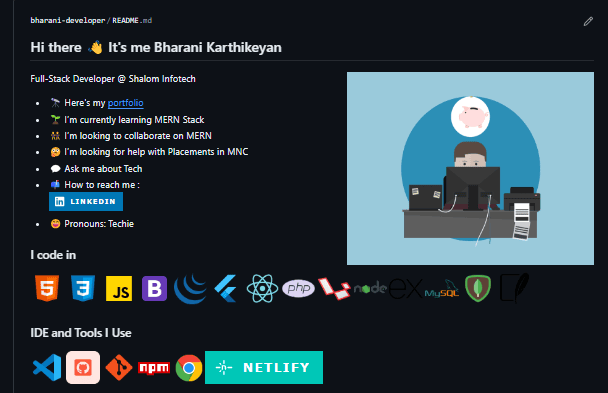 bharani-developer/README.md
Hi there 👋 It's me Bharani Karthikeyan
Full-Stack Developer @ Shalom Infotech
Here's my portfolio
I'm currently learning MERN Stack
I'm looking to collaborate on MERN
I'm looking for help with Placements in MNC
Ask me about Tech
How to reach me :
in LINKEDIN
Pronouns: Techie
I code in
5 3 JS B php node ex MySQL
IDE and Tools I Use
npm NETLIFY